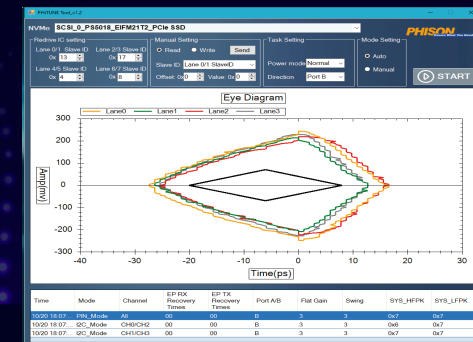 PHITUNE Tool_v1.2
NVMe: SCSI_0_PS5018_EIFM21T2_PCIe SSD
PHISON
Redrive IC setting
Manual Setting
Task Setting
Mode Setting
Lane 0/1 Slave ID Lane 2/3 Slave ID
0x 13 0x 17
Read Write Send
Auto
Slave ID: Lane 0/1 SlaveID
Power mode Normal
Manual
Lane 4/5 Slave ID Lane 6/7 Slave ID
0x 4 0x 8
Offset: 0x 0 Value: 0x 0
Direction Port B
START
Eye Diagram
Lane0 Lane1 Lane2 Lane3
300
200
100
0
-100
-200
-300
Amp(mv)
-40 -30 -20 -10 0 10 20 30
Time(ps)
Time Mode Channel EP RX Recovery Times EP TX Recovery Times Port A/B Flat Gain Swing SYS_HFPK SYS_LFPK
10/20 18:07... PIN_Mode All 00 00 B 3 3 0x7 0x7
10/20 18:07... I2C_Mode CH0/CH2 00 00 B 3 3 0x6 0x7
10/20 18:07... I2C_Mode CH1/CH3 00 00 B 3 3 0x7 0x7